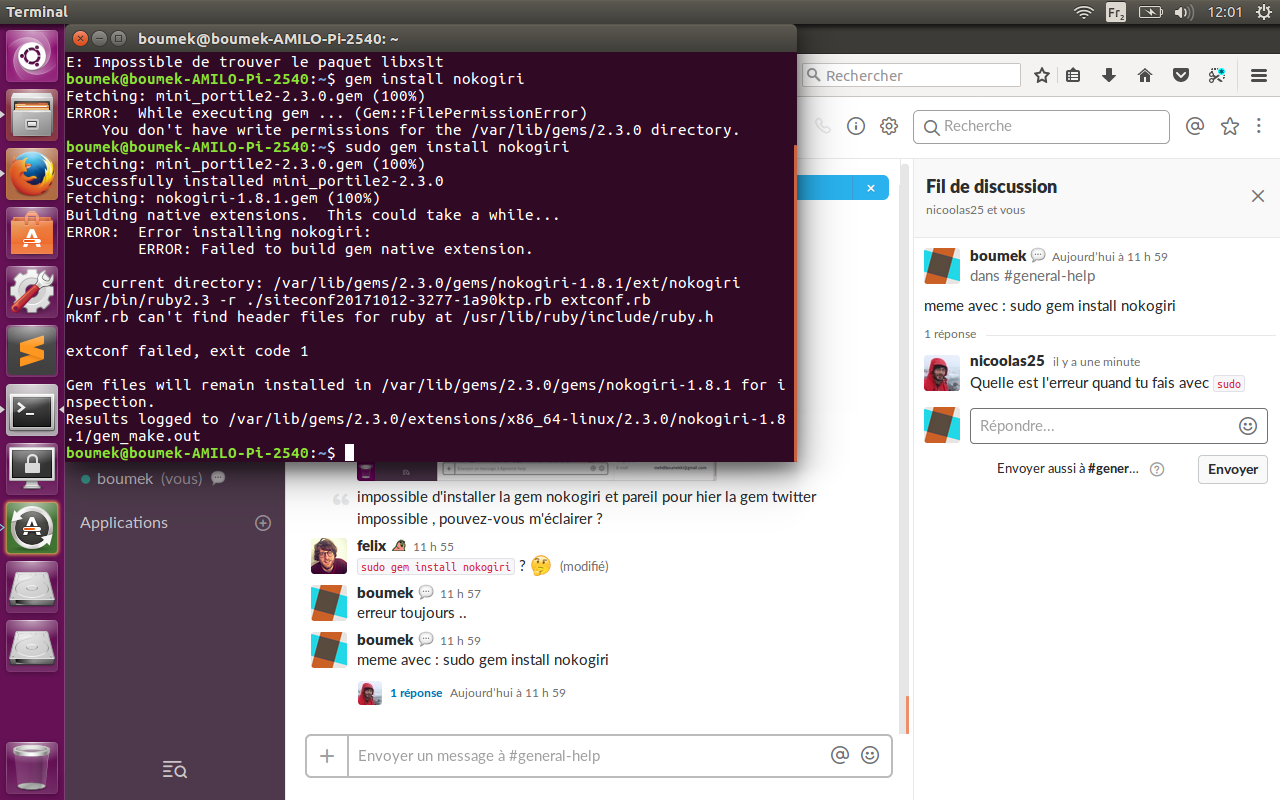 Terminal
Fr2
12:01
boumek@boumek-AMILO-Pi-2540: ~
E: Impossible de trouver le paquet libxslt
boumek@boumek-AMILO-Pi-2540:~$ gem install nokogiri
Fetching: mini_portile2-2.3.0.gem (100%)
ERROR:  While executing gem ... (Gem::FilePermissionError)
    You don't have write permissions for the /var/lib/gems/2.3.0 directory.
boumek@boumek-AMILO-Pi-2540:~$ sudo gem install nokogiri
Fetching: mini_portile2-2.3.0.gem (100%)
Successfully installed mini_portile2-2.3.0
Fetching: nokogiri-1.8.1.gem (100%)
Building native extensions.  This could take a while...
ERROR:  Error installing nokogiri:
        ERROR: Failed to build gem native extension.
    current directory: /var/lib/gems/2.3.0/gems/nokogiri-1.8.1/ext/nokogiri
/usr/bin/ruby2.3 -r ./siteconf20171012-3277-1a90ktp.rb extconf.rb
mkmf.rb can't find header files for ruby at /usr/lib/ruby/include/ruby.h
extconf failed, exit code 1
Gem files will remain installed in /var/lib/gems/2.3.0/gems/nokogiri-1.8.1 for i
nspection.
Results logged to /var/lib/gems/2.3.0/extensions/x86_64-linux/2.3.0/nokogiri-1.8
.1/gem_make.out
boumek@boumek-AMILO-Pi-2540:~$
Rechercher
Recherche
boumek (vous)
Applications
impossible d'installer la gem nokogiri et pareil pour hier la gem twitter
impossible , pouvez-vous m'éclairer ?
felix 11 h 55
sudo gem install nokogiri ? (modifié)
boumek 11 h 57
erreur toujours ..
boumek 11 h 59
meme avec : sudo gem install nokogiri
1 réponse Aujourd'hui à 11 h 59
Envoyer un message à #general-help
Fil de discussion
nicoolas25 et vous
boumek Aujourd'hui à 11 h 59
dans #general-help
meme avec : sudo gem install nokogiri
1 réponse
nicoolas25 il y a une minute
Quelle est l'erreur quand tu fais avec sudo
Répondre...
Envoyer aussi à #gener...
Envoyer